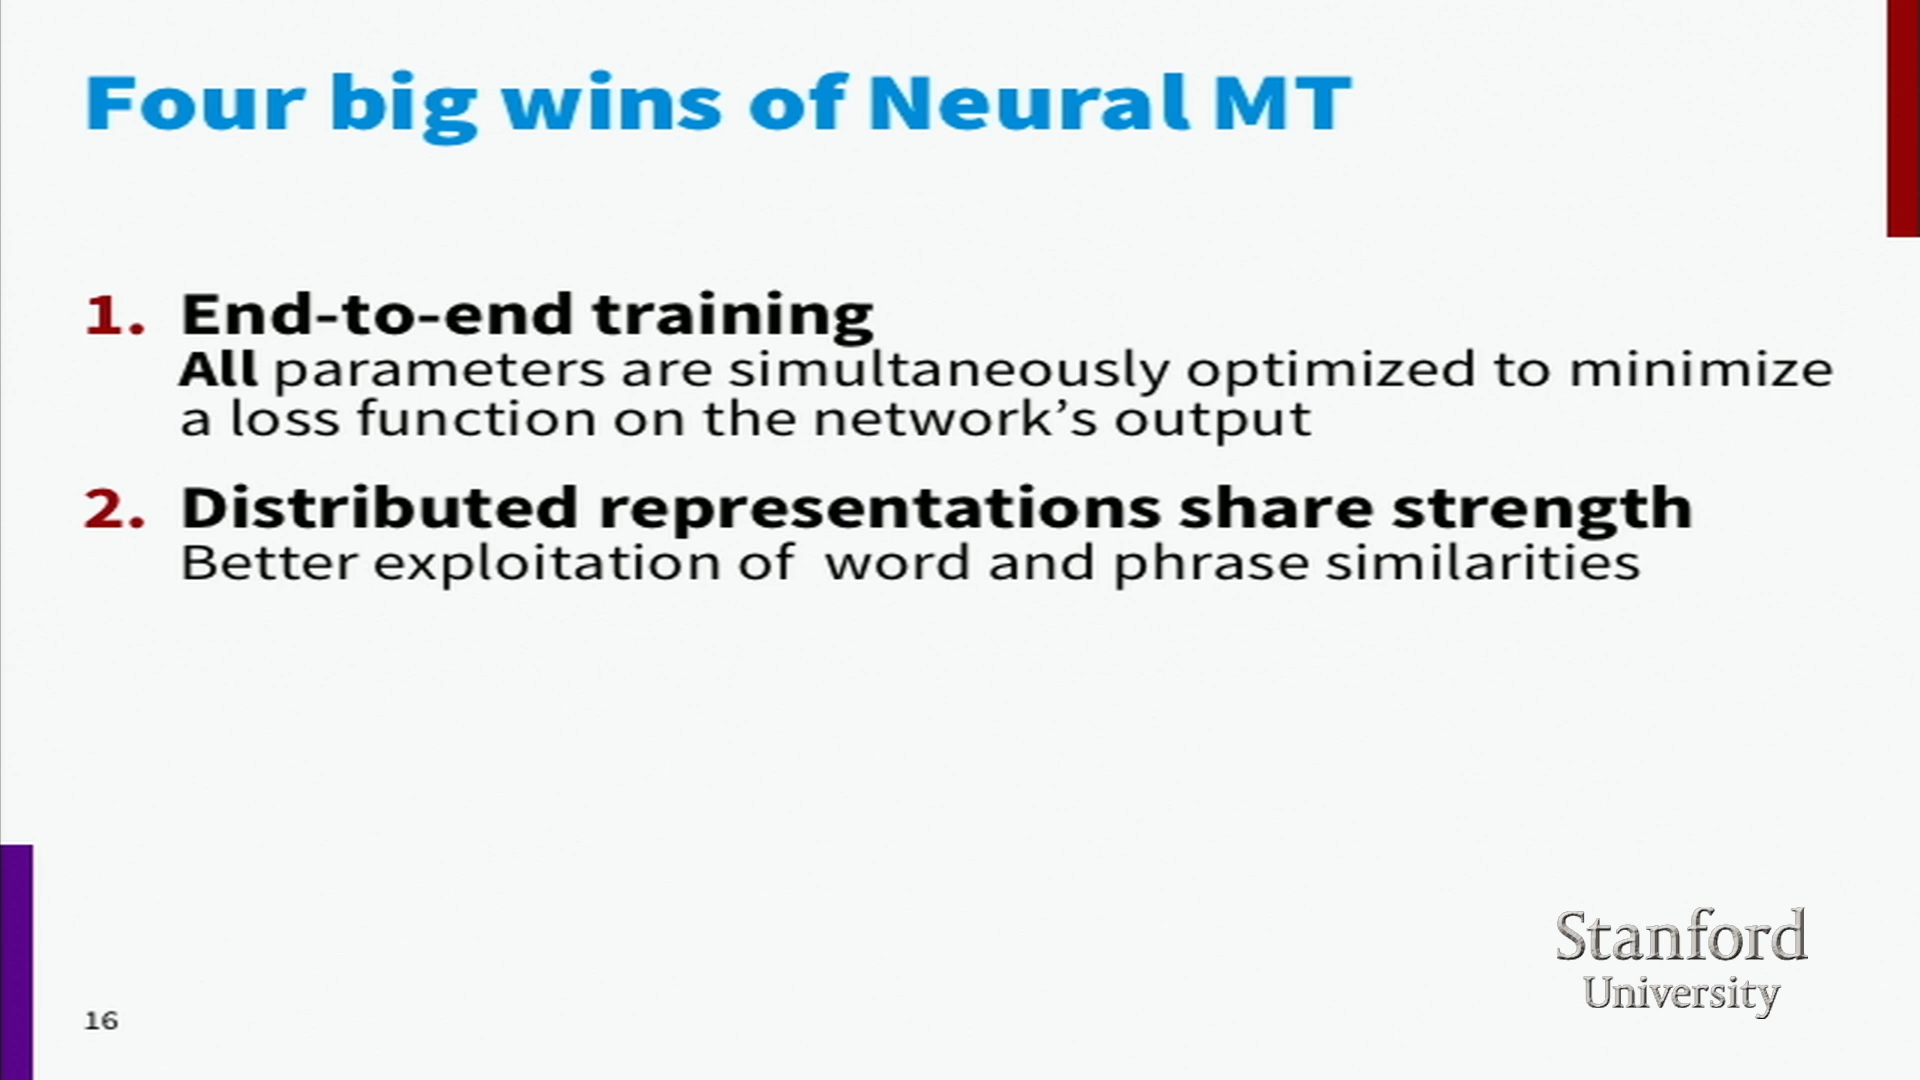 Four big wins of Neural MT
1. End-to-end training
All parameters are simultaneously optimized to minimize
a loss function on the network’s output
2. Distributed representations share strength
Better exploitation of word and phrase similarities
Stanford
University
16